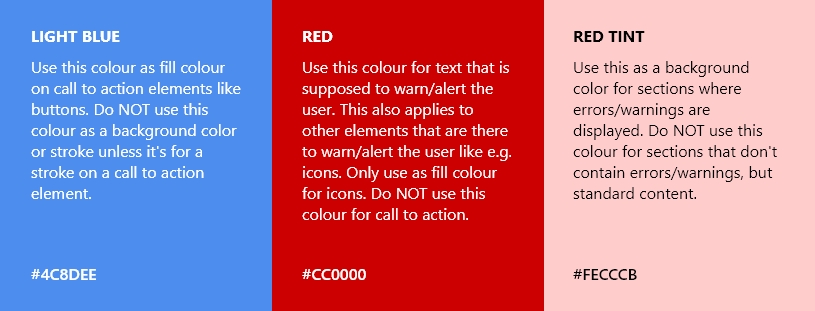 LIGHT BLUE
Use this colour as fill colour
on call to action elements like
buttons. Do NOT use this
colour as a background color
or stroke unless it's for a
stroke on a call to action
element.
#4C8DEE
RED
Use this colour for text that is
supposed to warn/alert the
user. This also applies to
other elements that are there
to warn/alert the user like e.g.
icons. Only use as fill colour
for icons. Do NOT use this
colour for call to action.
#CC0000
RED TINT
Use this as a background
color for sections where
errors/warnings are
displayed. Do NOT use this
colour for sections that don't
contain errors/warnings, but
standard content.
#FECCCB